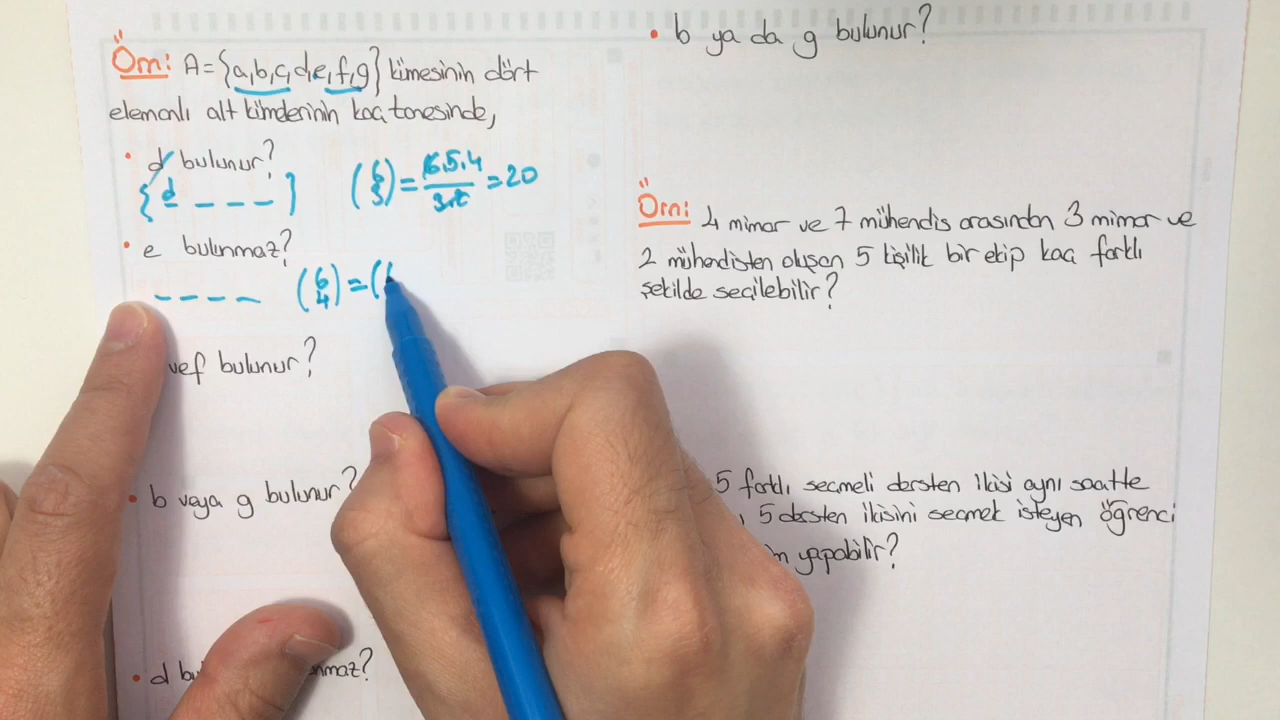 Örn: A={a,b,c,d,e,f,g} kümesinin dört
elemanlı alt kümelerinin kaç tanesinde,
• d bulunur?
{d _ _ _} (6 3) = 6.5.4 / 3.2 = 20
• e bulunmaz?
_ _ _ _ (6 4) = (
vef bulunur?
• b veya g bulunur?
• d
nmaz?
• b ya da g bulunur?
Örn: 4 mimar ve 7 mühendis arasından 3 mimar ve
2 mühendisten oluşan 5 kişilik bir ekip kaç farklı
şekilde seçilebilir?
5 farklı seçmeli dersten ikisi aynı saatte
5 dersten ikisini seçmek isteyen öğrenci
yapabilir?